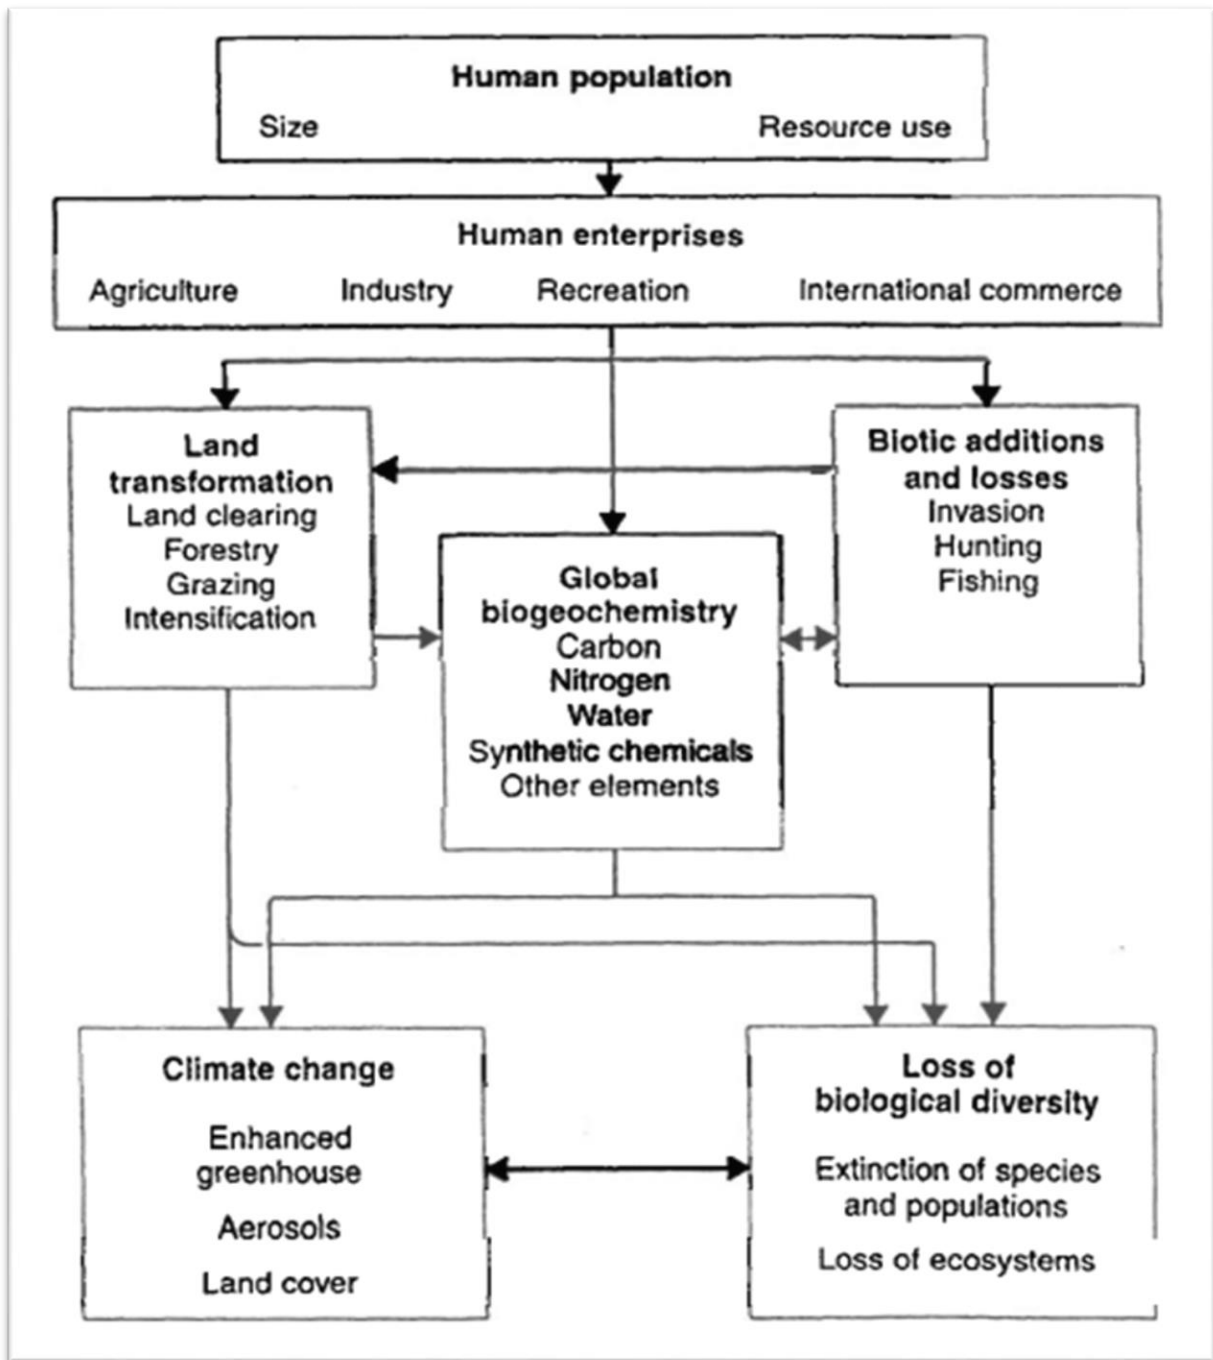 Human population
Size Resource use
Human enterprises
Agriculture Industry Recreation International commerce
Land
transformation
Land clearing
Forestry
Grazing
Intensification
Global
biogeochemistry
Carbon
Nitrogen
Water
Synthetic chemicals
Other elements
Biotic additions
and losses
Invasion
Hunting
Fishing
Climate change
Enhanced
greenhouse
Aerosols
Land cover
Loss of
biological diversity
Extinction of species
and populations
Loss of ecosystems